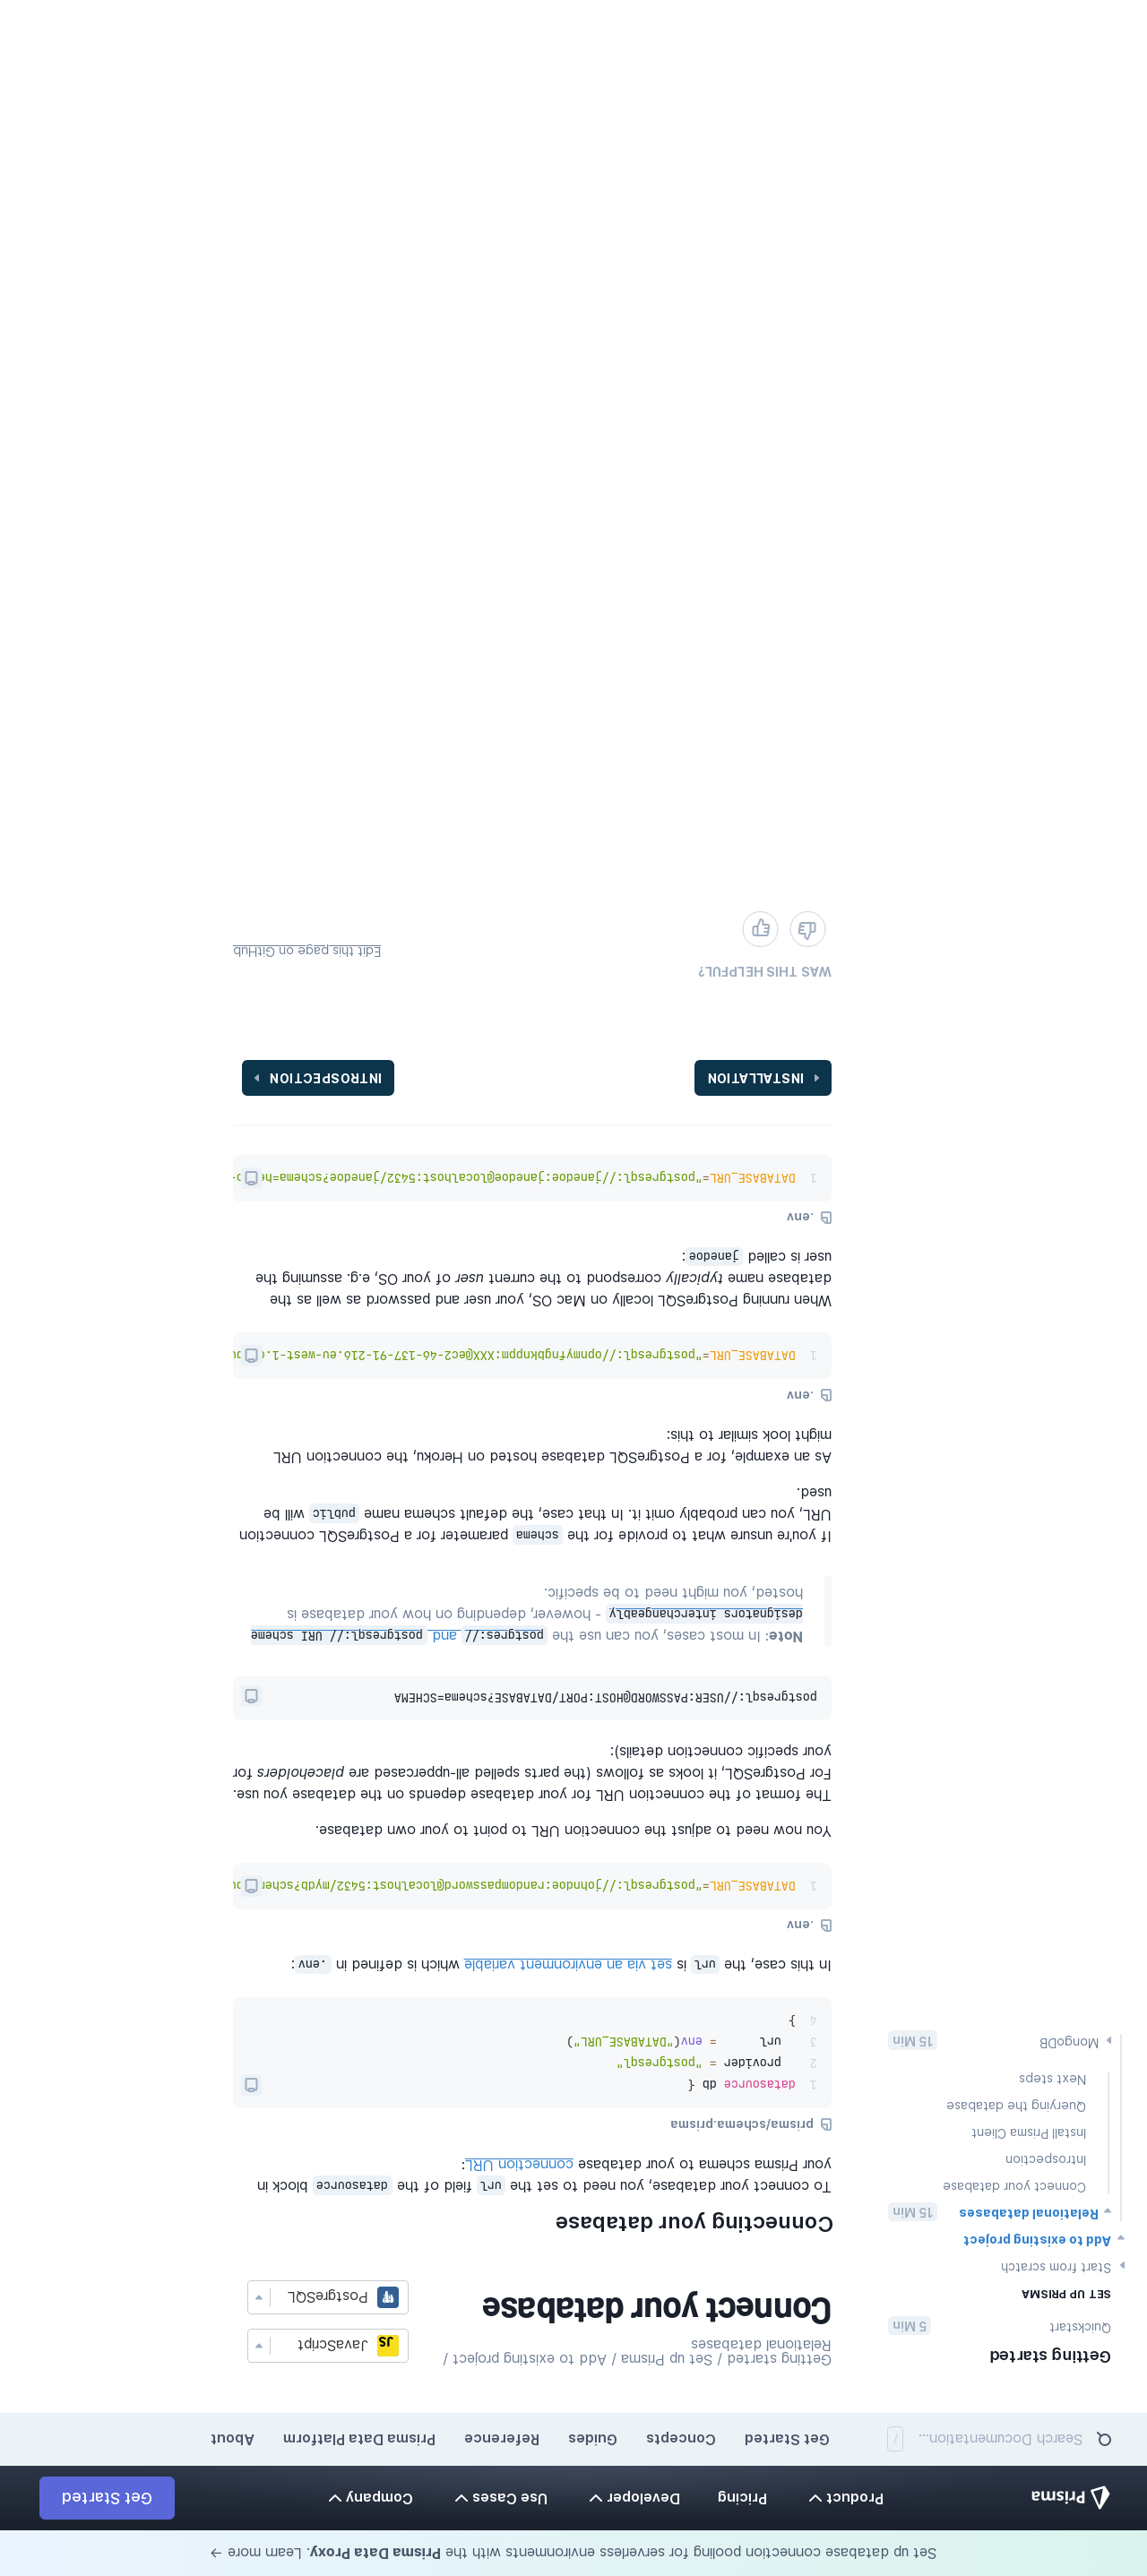 Set up database connection pooling for serverless environments with the Prisma Data Proxy. Learn more →
Prisma
Product
Pricing
Developer
Use Cases
Company
Get Started
Search Documentation... /
Get Started
Concepts
Guides
Reference
Prisma Data Platform
About
Getting started
Quickstart 5 Min
SET UP PRISMA
Start from scratch
Add to existing project
Relational databases 15 Min
Connect your database
Introspection
Install Prisma Client
Querying the database
Next steps
MongoDB 15 Min
Getting started / Set up Prisma / Add to existing project /
Relational databases
Connect your database
JS JavaScript
PostgreSQL
Connecting your database
To connect your database, you need to set the url field of the datasource block in
your Prisma schema to your database connection URL:
prisma/schema.prisma
1 datasource db {
2 provider = "postgresql"
3 url = env("DATABASE_URL")
4 }
In this case, the url is set via an environment variable which is defined in .env:
.env
1 DATABASE_URL="postgresql://johndoe:randompassword@localhost:5432/mydb?schema
You now need to adjust the connection URL to point to your own database.
The format of the connection URL for your database depends on the database you use.
For PostgreSQL, it looks as follows (the parts spelled all-uppercased are placeholders for
your specific connection details):
postgresql://USER:PASSWORD@HOST:PORT/DATABASE?schema=SCHEMA
Note: In most cases, you can use the postgres:// and postgresql:// URI scheme
designators interchangeably - however, depending on how your database is
hosted, you might need to be specific.
If you're unsure what to provide for the schema parameter for a PostgreSQL connection
URL, you can probably omit it. In that case, the default schema name public will be
used.
As an example, for a PostgreSQL database hosted on Heroku, the connection URL
might look similar to this:
.env
1 DATABASE_URL="postgresql://opnmyfngbknppm:XXX@ec2-46-137-91-216.eu-west-1.
When running PostgreSQL locally on Mac OS, your user and password as well as the
database name typically correspond to the current user of your OS, e.g. assuming the
user is called janedoe:
.env
1 DATABASE_URL="postgresql://janedoe:janedoe@localhost:5432/janedoe?schema=he
INSTALLATION
INTROSPECTION
WAS THIS HELPFUL?
Edit this page on GitHub